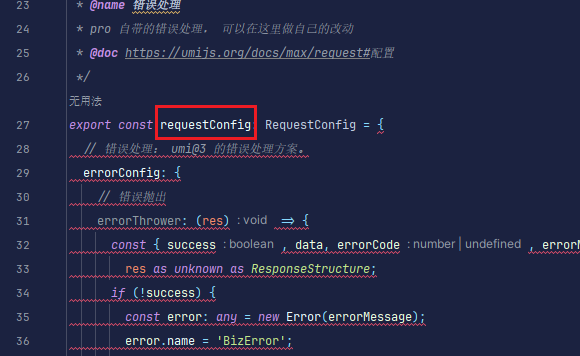 23 * @name 错误处理
24 * pro 自带的错误处理， 可以在这里做自己的改动
25 * @doc https://umijs.org/docs/max/request#配置
26 */
无用法
27 export const requestConfig: RequestConfig = {
28 // 错误处理： umi@3 的错误处理方案。
29 errorConfig: {
30 // 错误抛出
31 errorThrower: (res) : void => {
32 const { success : boolean , data, errorCode : number | undefined , errorM
33 res as unknown as ResponseStructure;
34 if (!success) {
35 const error: any = new Error(errorMessage);
36 error.name = 'BizError';